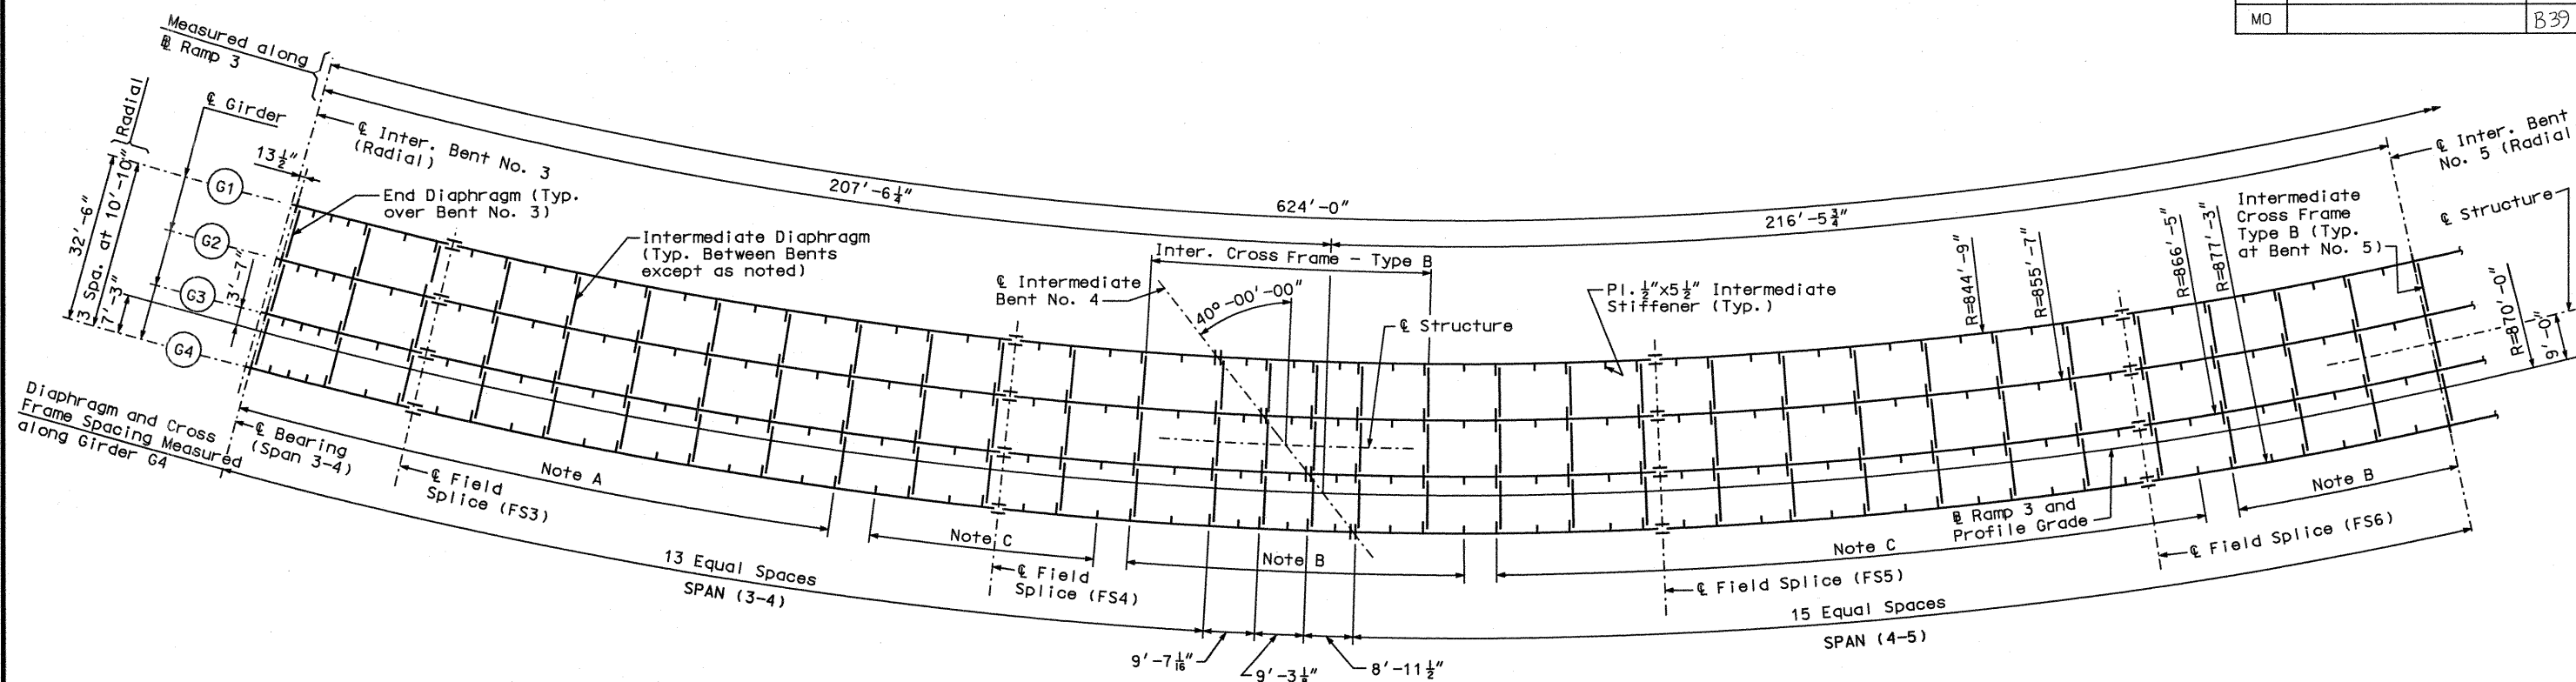 MO
B39
Measured along
℄ Ramp 3
Radial
℄ Girder
13½"
℄ Inter. Bent No. 3
(Radial)
End Diaphragm (Typ.
over Bent No. 3)
G1
G2
G3
G4
32'-6"
3 Spa. at 10'-10"
7'-3"
3'-7"
Intermediate Diaphragm
(Typ. Between Bents
except as noted)
207'-6¼"
624'-0"
216'-5¾"
Inter. Cross Frame - Type B
℄ Intermediate
Bent No. 4
40°-00'-00"
℄ Structure
Pl. ½"x5½" Intermediate
Stiffener (Typ.)
R=844'-9"
R=855'-7"
R=866'-5"
R=877'-3"
R=870'-0"
9'-0"
Intermediate
Cross Frame
Type B (Typ.
at Bent No. 5)
℄ Inter. Bent
No. 5 (Radial
℄ Structure
Diaphragm and Cross
Frame Spacing Measured
along Girder G4
℄ Bearing
(Span 3-4)
℄ Field
Splice (FS3)
Note A
Note C
℄ Field
Splice (FS4)
Note B
℄ Field Splice (FS5)
Note C
℄ Ramp 3 and
Profile Grade
℄ Field Splice (FS6)
Note B
13 Equal Spaces
SPAN (3-4)
9'-7 1/16"
9'-3⅛"
8'-11½"
15 Equal Spaces
SPAN (4-5)